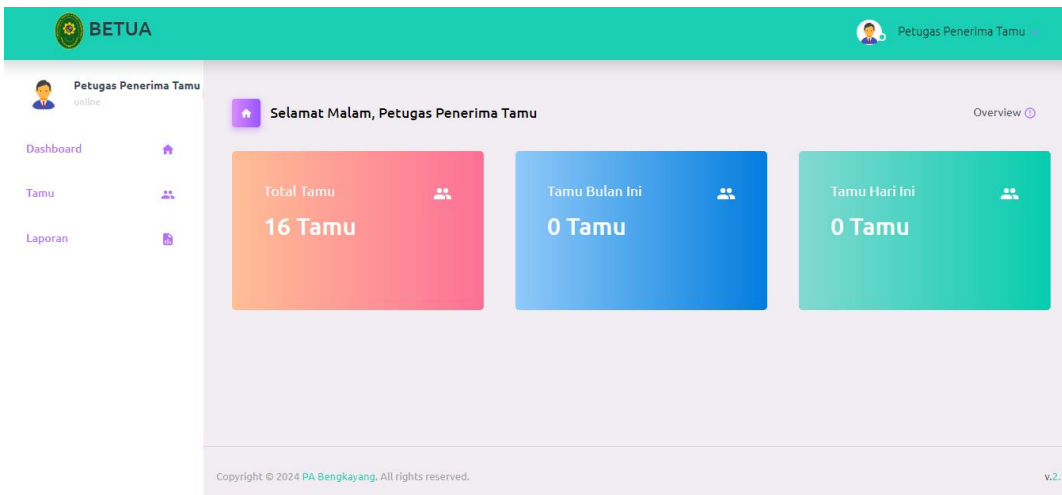 BETUA
Petugas Penerima Tamu
Petugas Penerima Tamu
online
Dashboard
Tamu
Laporan
Selamat Malam, Petugas Penerima Tamu
Overview
Total Tamu
16 Tamu
Tamu Bulan Ini
0 Tamu
Tamu Hari Ini
0 Tamu
Copyright © 2024 PA Bengkayang. All rights reserved.
v.2.